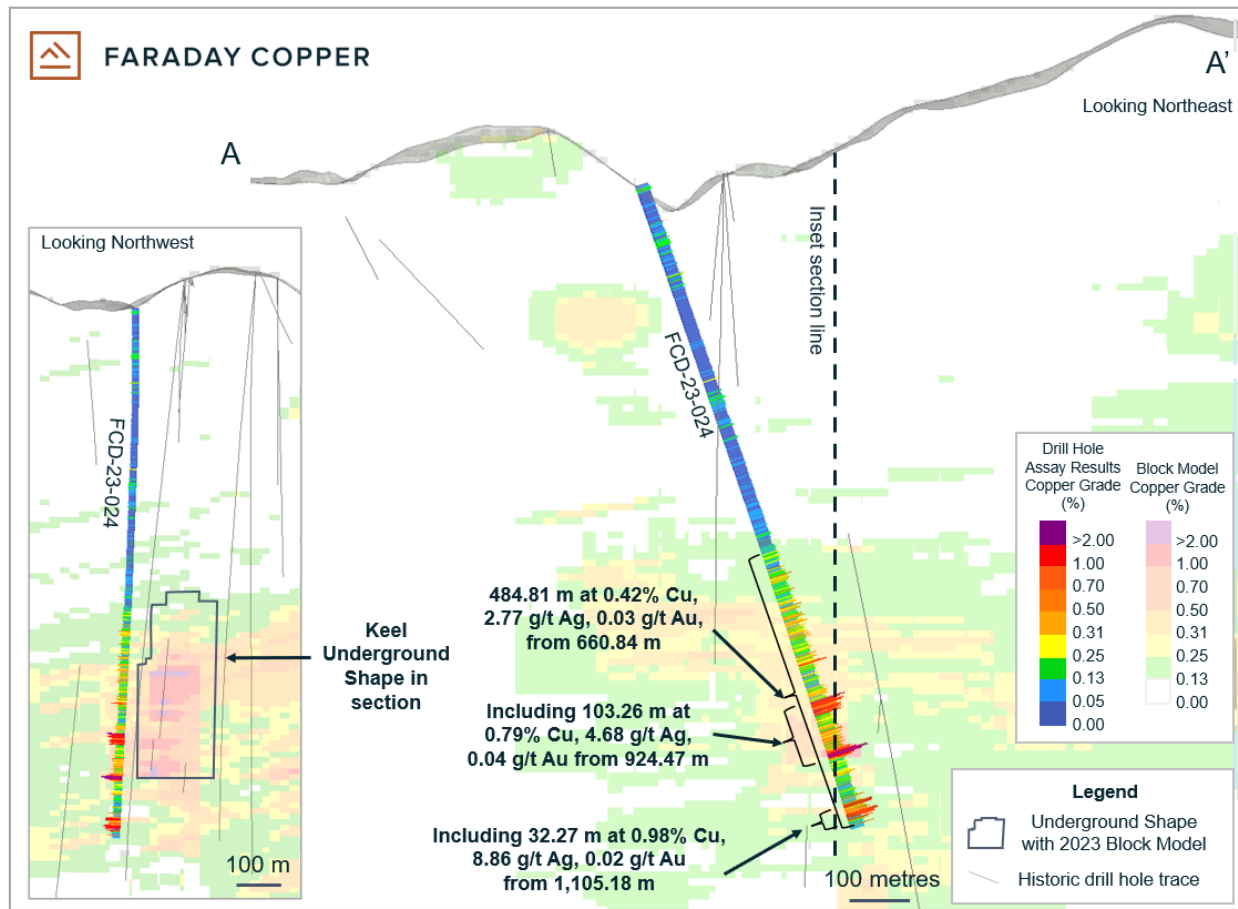 FARADAY COPPER
A
A'
Looking Northeast
Looking Northwest
FCD-23-024
Keel
Underground
Shape in
section
100 m
FCD-23-024
Inset section line
484.81 m at 0.42% Cu,
2.77 g/t Ag, 0.03 g/t Au,
from 660.84 m
Including 103.26 m at
0.79% Cu, 4.68 g/t Ag,
0.04 g/t Au from 924.47 m
Including 32.27 m at 0.98% Cu,
8.86 g/t Ag, 0.02 g/t Au
from 1,105.18 m
100 metres
Drill Hole
Assay Results
Copper Grade
(%)
>2.00
1.00
0.70
0.50
0.31
0.25
0.13
0.05
0.00
Block Model
Copper Grade
(%)
>2.00
1.00
0.70
0.50
0.31
0.25
0.13
0.00
Legend
Underground Shape
with 2023 Block Model
Historic drill hole trace